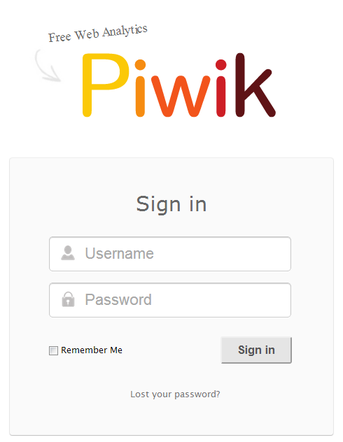 Free Web Analytics
Piwik
Sign in
Username
Password
Remember Me
Sign in
Lost your password?